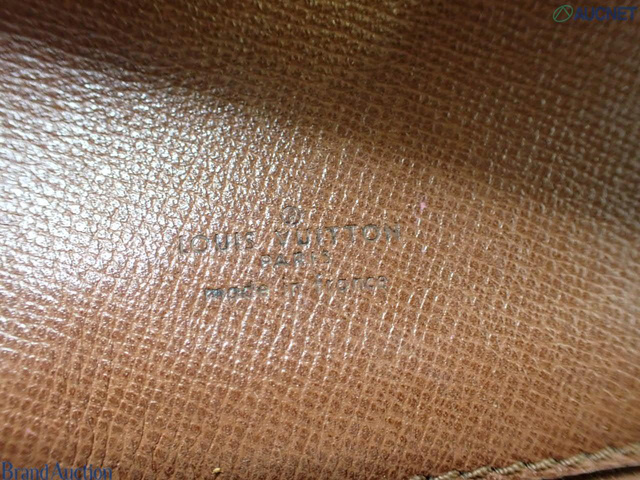 AUCNET
®
LOUIS VUITTON
PARIS
made in France
Brand Auction